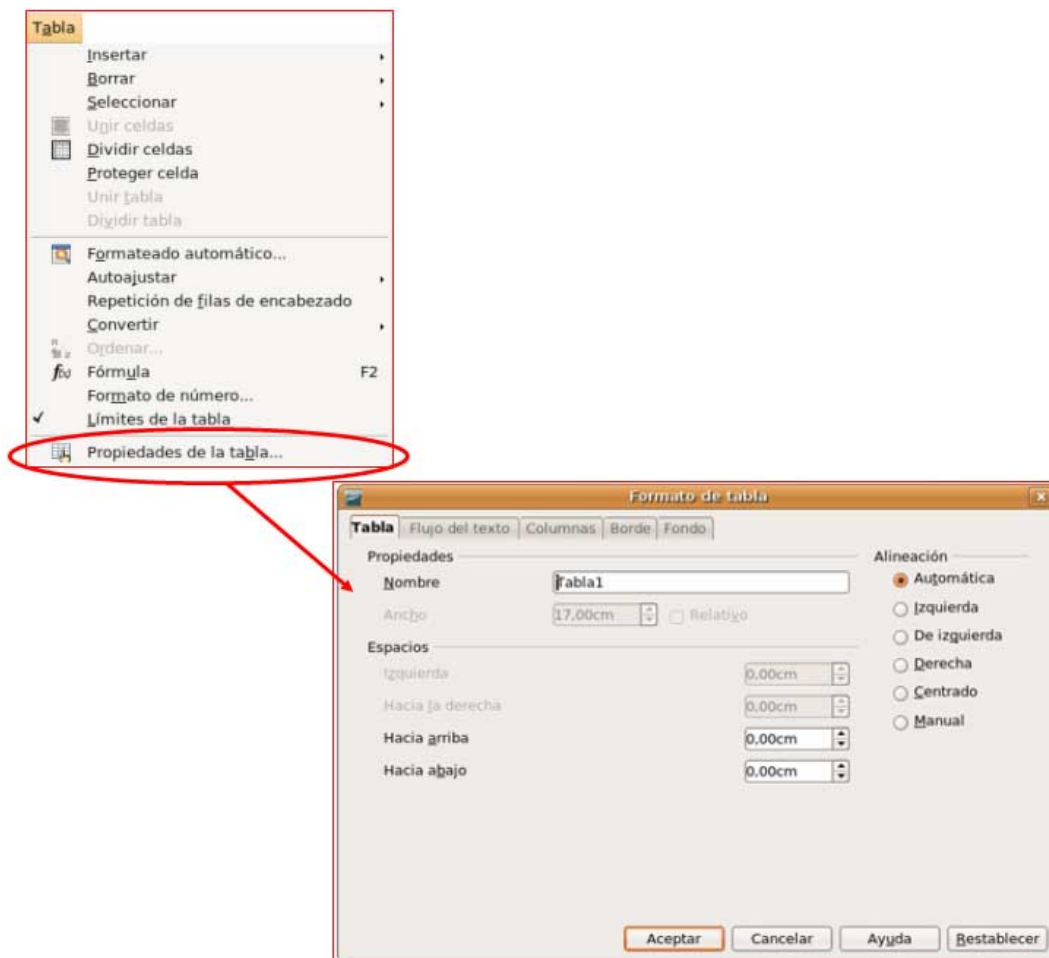 Tabla
Insertar
Borrar
Seleccionar
Unir celdas
Dividir celdas
Proteger celda
Unir tabla
Dividir tabla
Formateado automático...
Autoajustar
Repetición de filas de encabezado
Convertir
Ordenar...
Fórmula F2
Formato de número...
Límites de la tabla
Propiedades de la tabla...
Formato de tabla
Tabla Flujo del texto Columnas Borde Fondo
Propiedades
Nombre Tabla1
Ancho 17,00cm Relativo
Espacios
Izquierda 0,00cm
Hacia la derecha 0,00cm
Hacia arriba 0,00cm
Hacia abajo 0,00cm
Alineación
Automática
Izquierda
De izquierda
Derecha
Centrado
Manual
Aceptar Cancelar Ayuda Restablecer